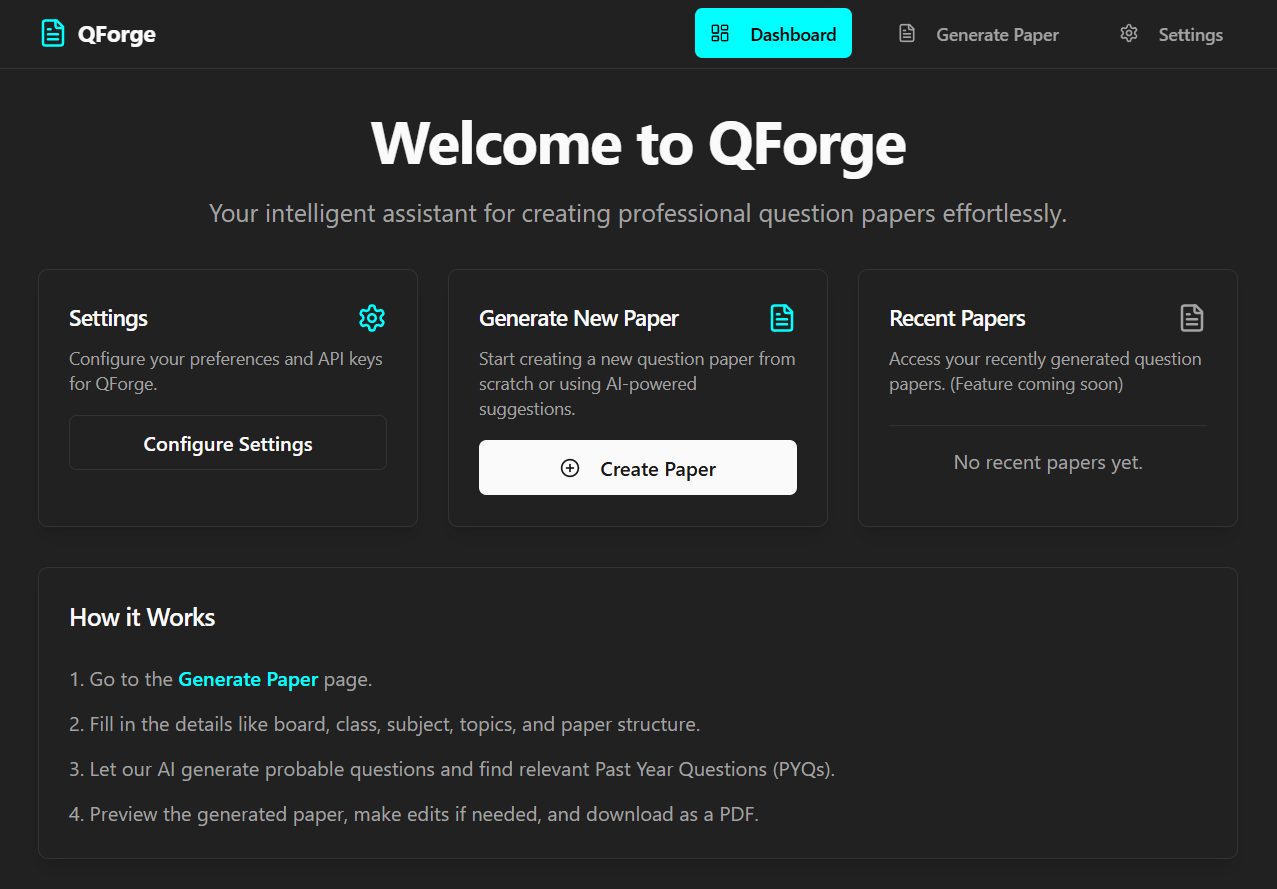 QForge
Dashboard
Generate Paper
Settings
Welcome to QForge
Your intelligent assistant for creating professional question papers effortlessly.
Settings
Configure your preferences and API keys
for QForge.
Configure Settings
Generate New Paper
Start creating a new question paper from
scratch or using AI-powered
suggestions.
Create Paper
Recent Papers
Access your recently generated question
papers. (Feature coming soon)
No recent papers yet.
How it Works
1. Go to the Generate Paper page.
2. Fill in the details like board, class, subject, topics, and paper structure.
3. Let our AI generate probable questions and find relevant Past Year Questions (PYQs).
4. Preview the generated paper, make edits if needed, and download as a PDF.